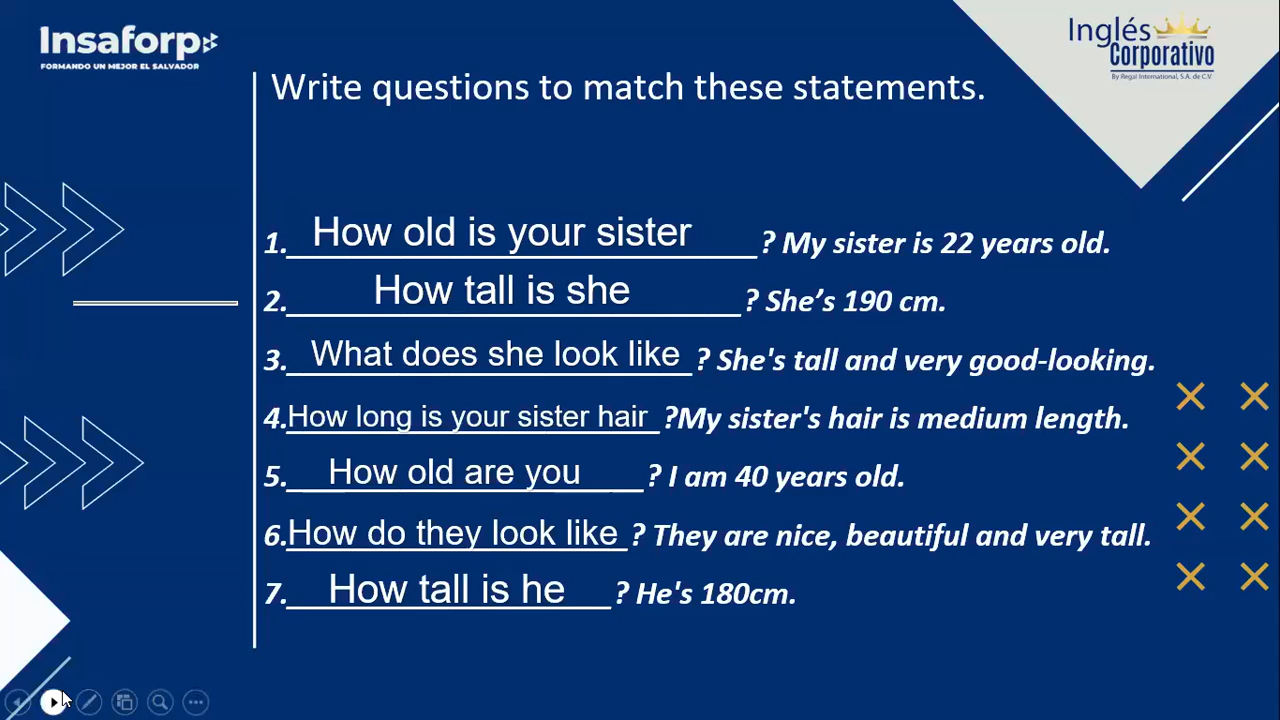 Insaforp
FORMANDO UN MEJOR EL SALVADOR
Inglés
Corporativo
By Regal International, S.A. de C.V.
Write questions to match these statements.
1. How old is your sister ? My sister is 22 years old.
2. How tall is she ? She’s 190 cm.
3. What does she look like ? She's tall and very good-looking.
4. How long is your sister hair ?My sister's hair is medium length.
5. How old are you ? I am 40 years old.
6. How do they look like ? They are nice, beautiful and very tall.
7. How tall is he ? He's 180cm.